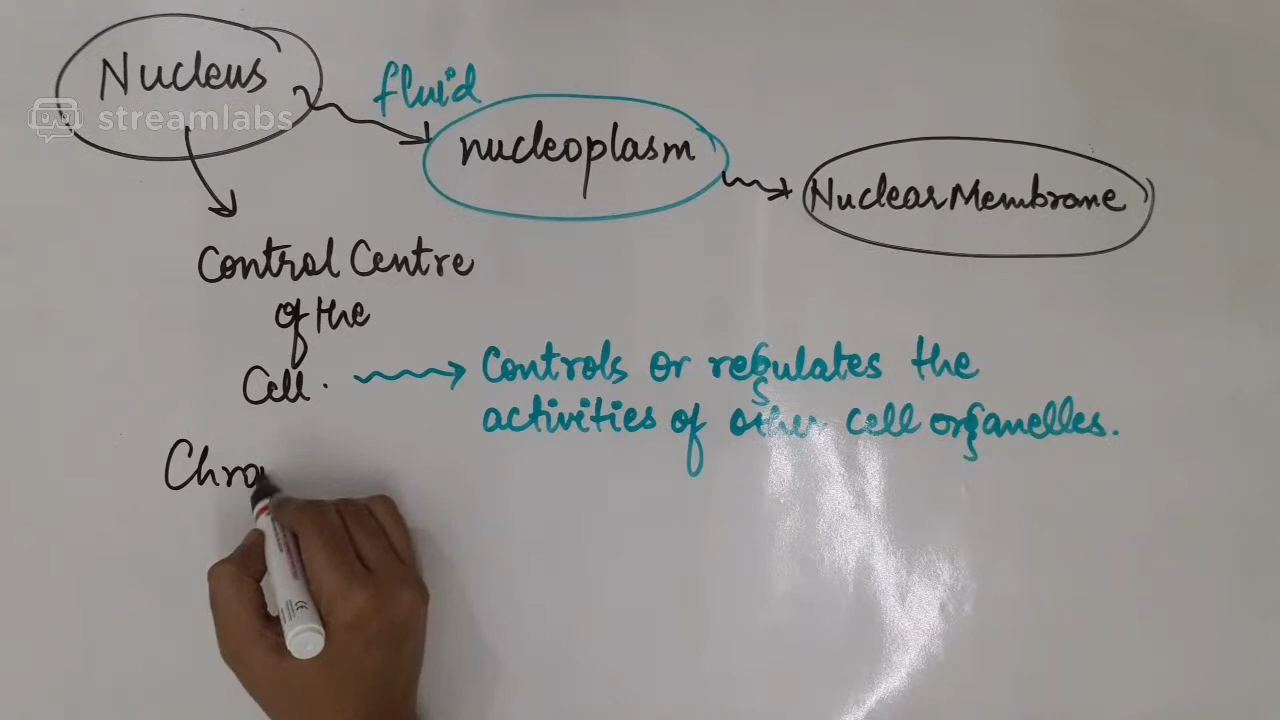 Nucleus
streamlabs
fluid
nucleoplasm
Nuclear Membrane
Control Centre
of the
Cell.
Controls or regulates the
activities of other cell organelles.
Chro